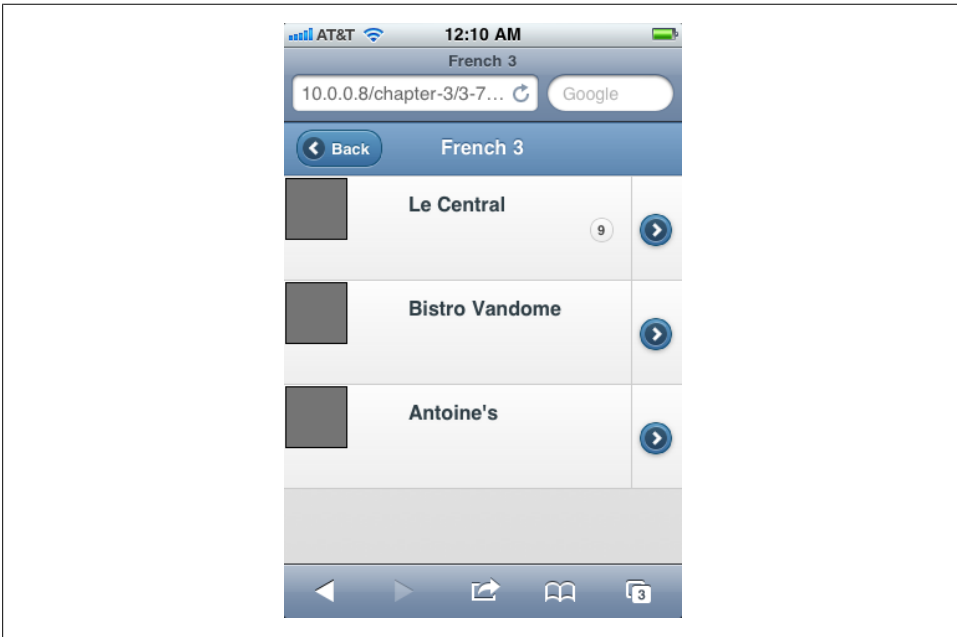 AT&T 12:10 AM
French 3
10.0.0.8/chapter-3/3-7... Google
Back French 3
Le Central
9
Bistro Vandome
Antoine's
3